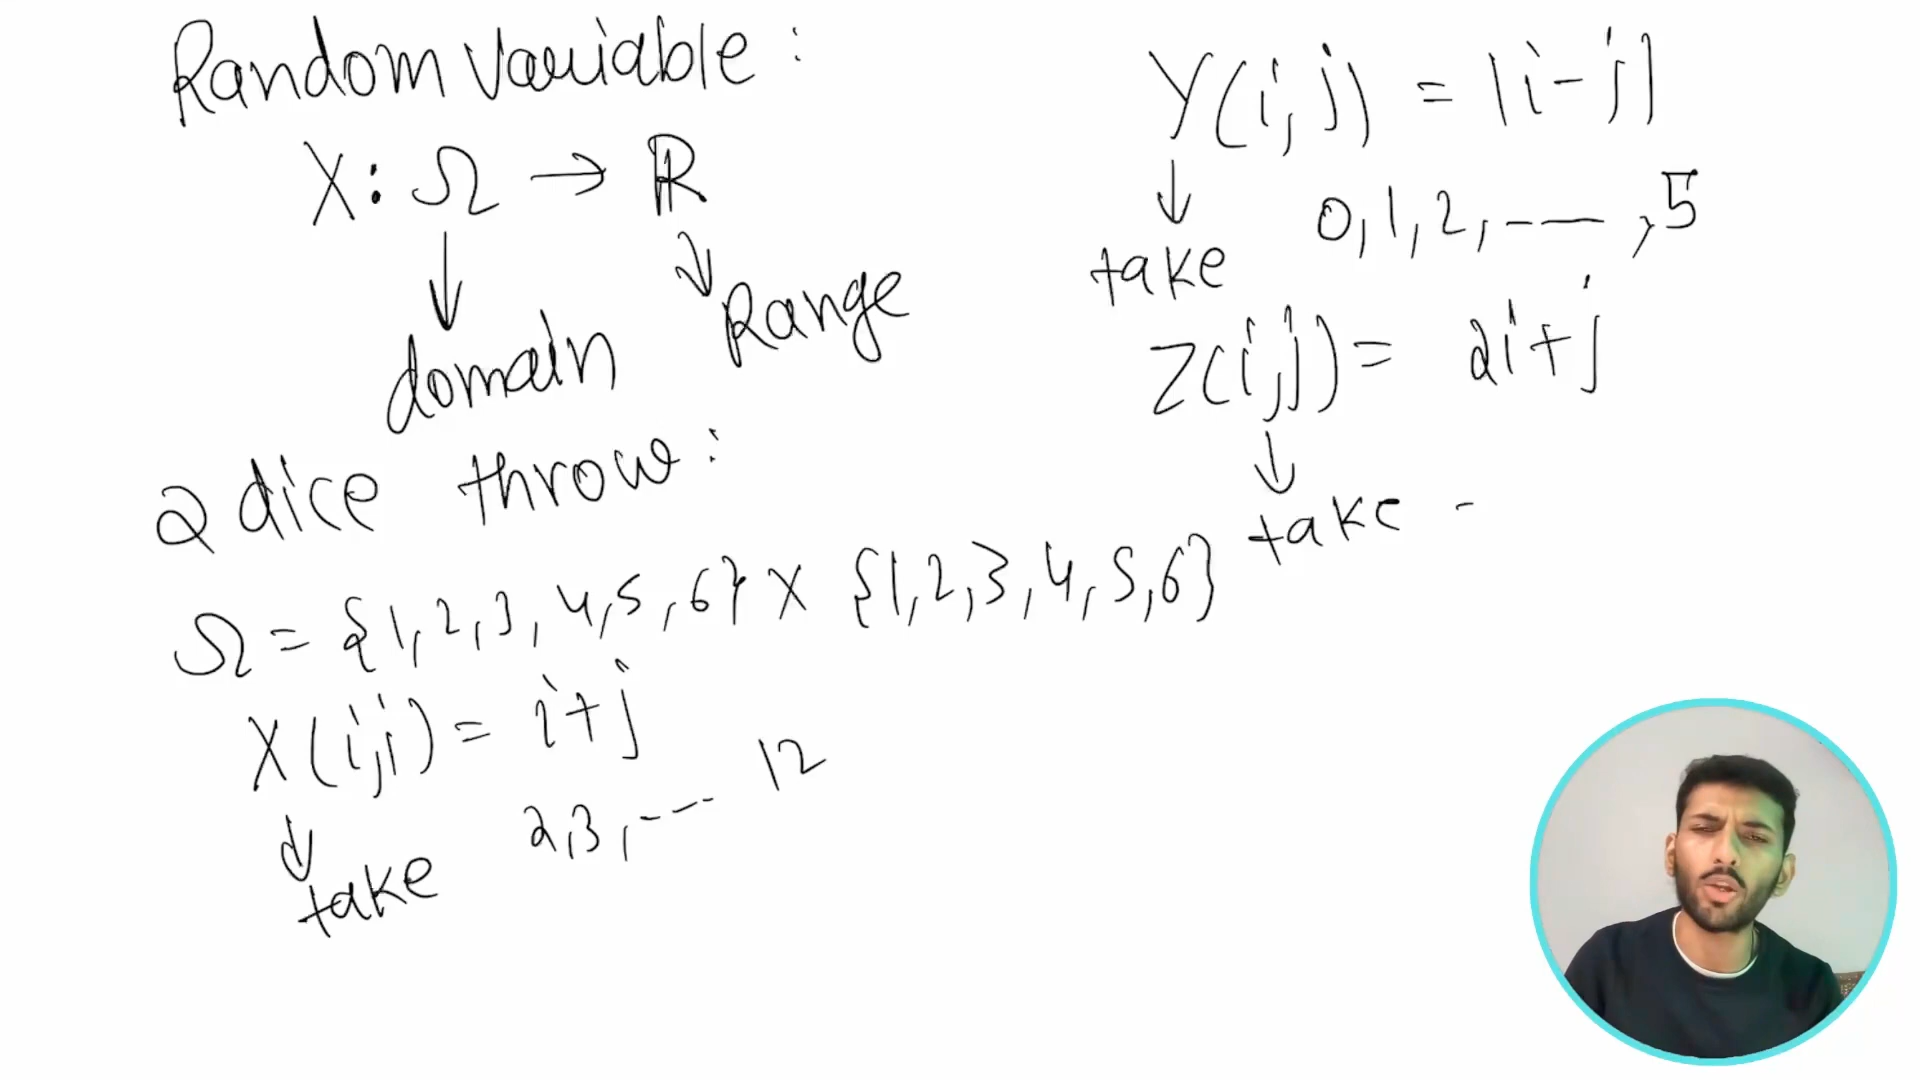 Random Variable :
X : Ω → ℝ
↓ ↓
domain Range
2 dice throw :
Ω = {1, 2, 3, 4, 5, 6} X {1, 2, 3, 4, 5, 6}
X(i, j) = i + j
↓
take 2, 3, --- 12
Y(i, j) = |i - j|
↓
take 0, 1, 2, --- , 5
Z(i, j) = 2i + j
↓
take -